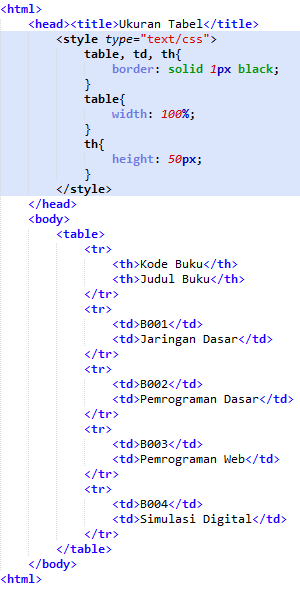 <html>
<head><title>Ukuran Tabel</title>
<style type="text/css">
table, td, th{
border: solid 1px black;
}
table{
width: 100%;
}
th{
height: 50px;
}
</style>
</head>
<body>
<table>
<tr>
<th>Kode Buku</th>
<th>Judul Buku</th>
</tr>
<tr>
<td>B001</td>
<td>Jaringan Dasar</td>
</tr>
<tr>
<td>B002</td>
<td>Pemrograman Dasar</td>
</tr>
<tr>
<td>B003</td>
<td>Pemrograman Web</td>
</tr>
<tr>
<td>B004</td>
<td>Simulasi Digital</td>
</tr>
</table>
</body>
<html>